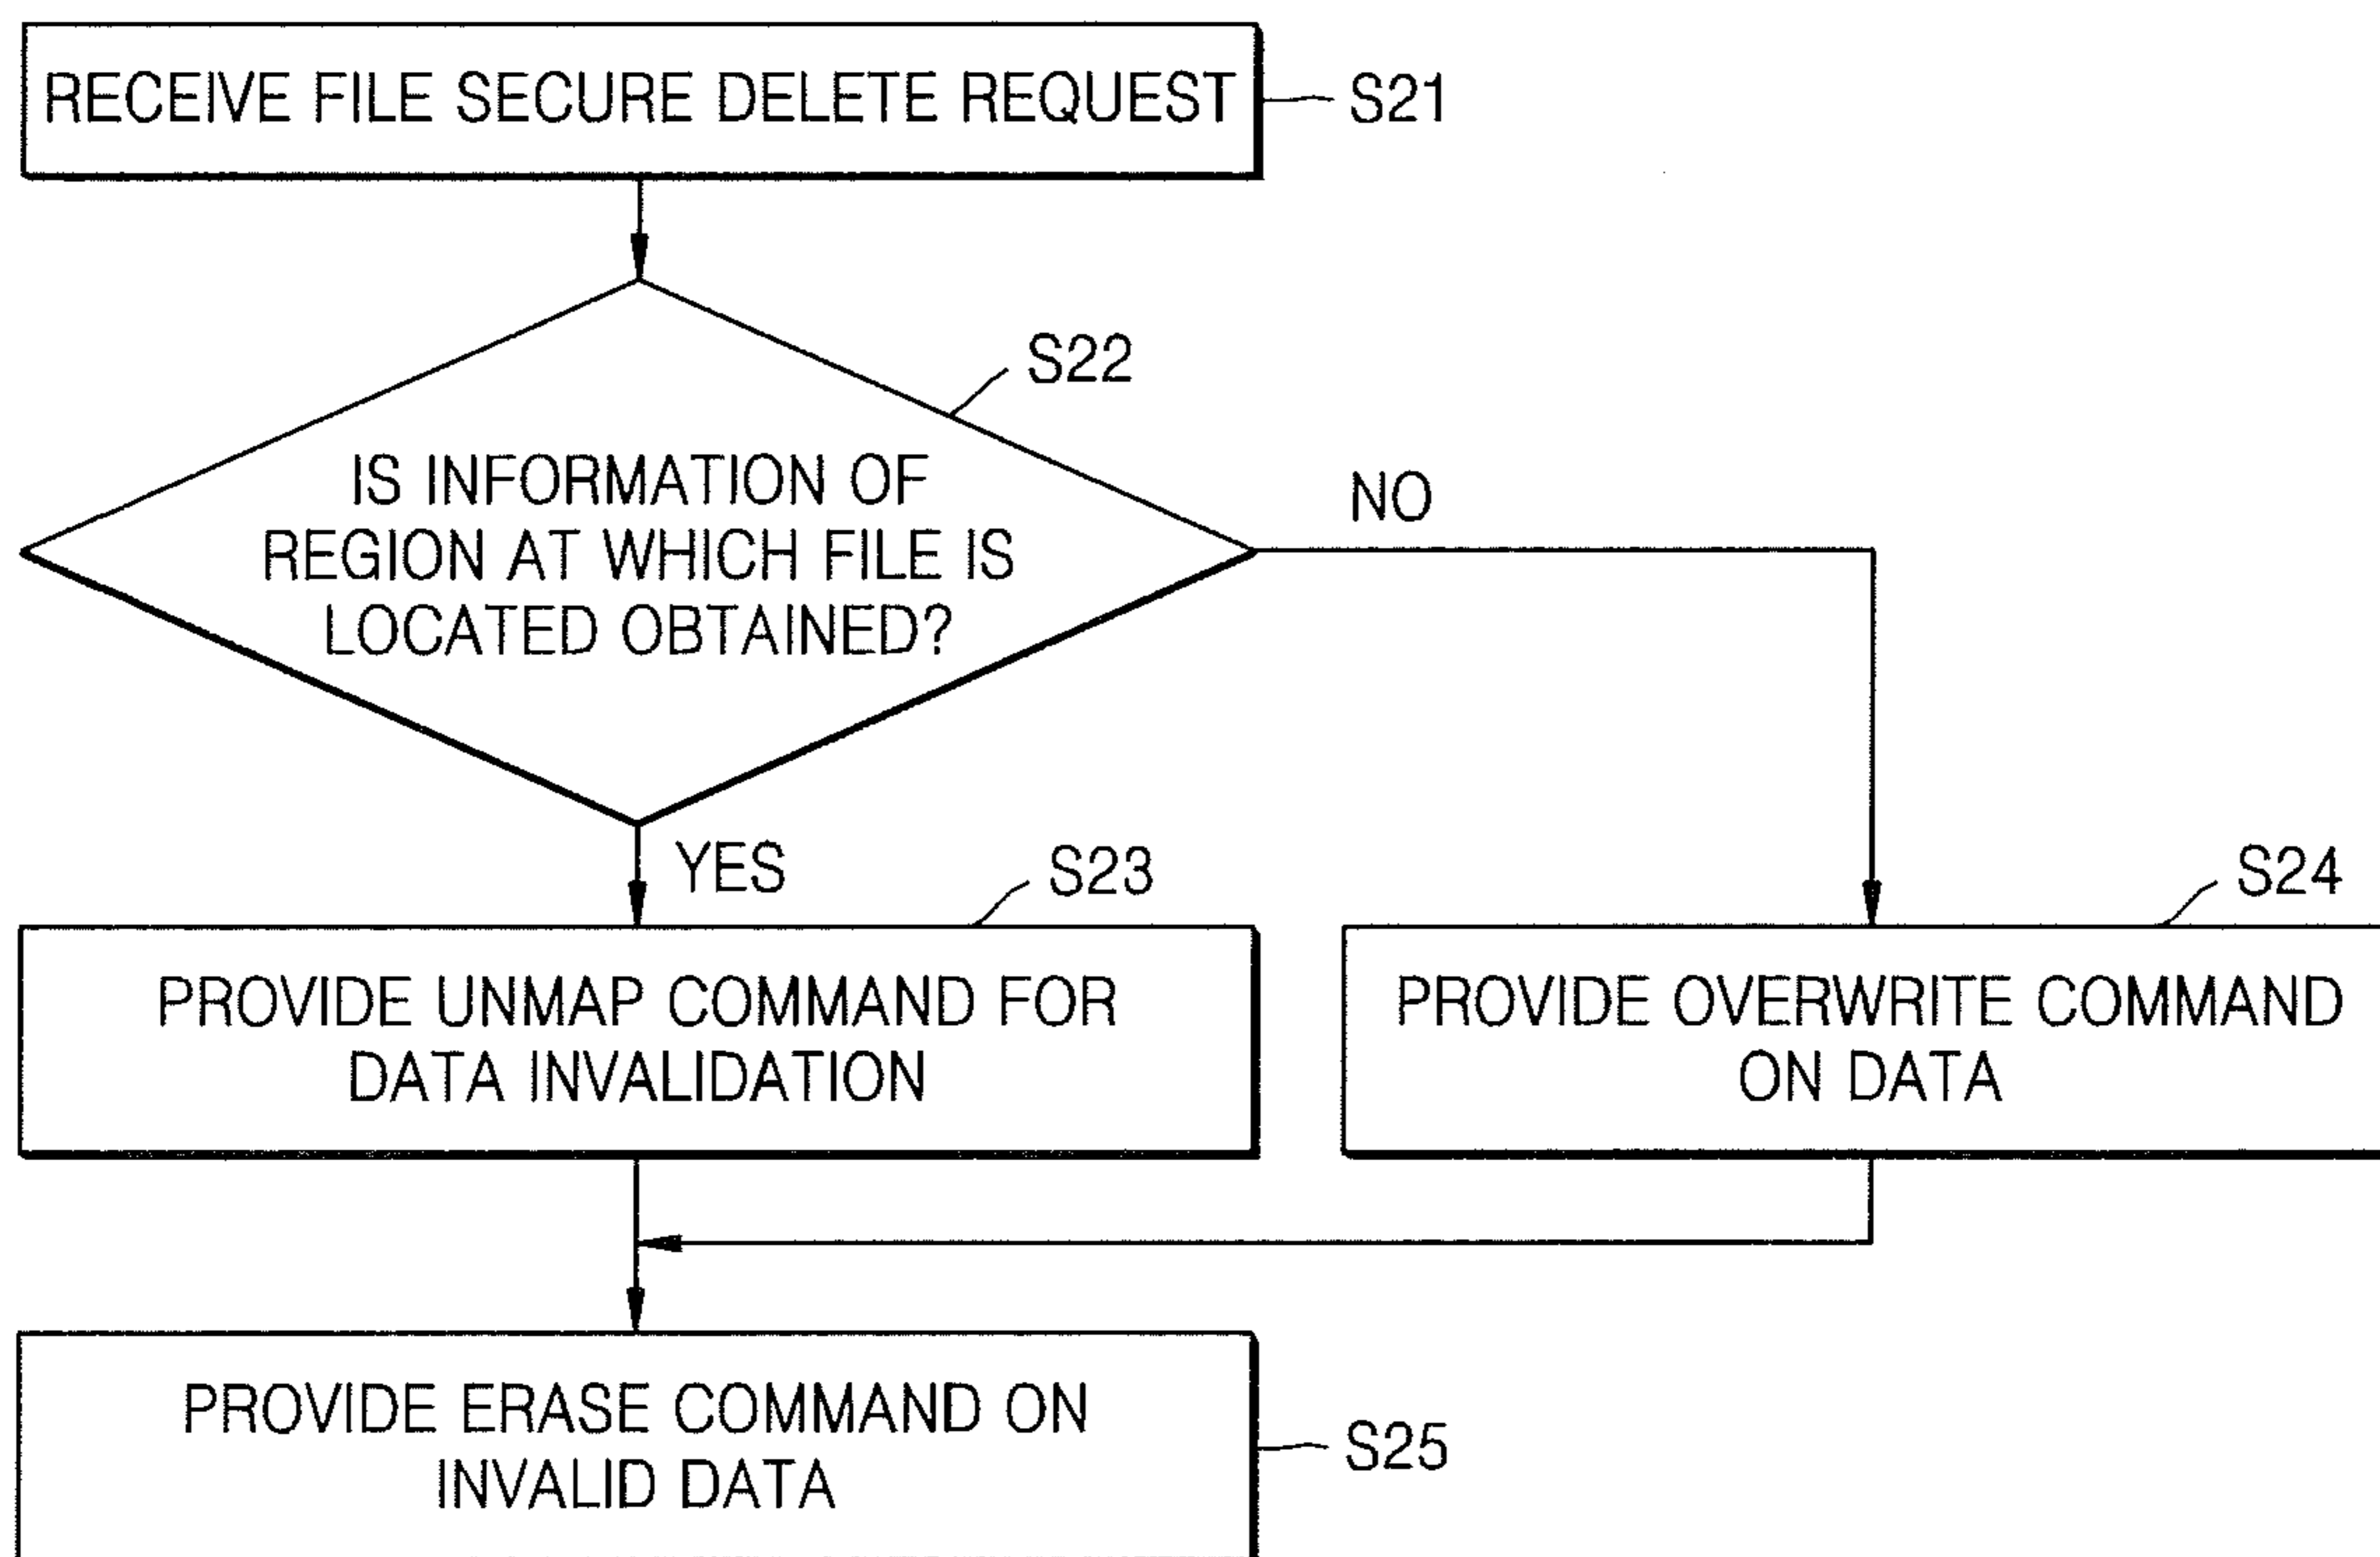 RECEIVE FILE SECURE DELETE REQUEST
S21
S22
IS INFORMATION OF
REGION AT WHICH FILE IS
LOCATED OBTAINED?
NO
YES
S23
S24
PROVIDE UNMAP COMMAND FOR
DATA INVALIDATION
PROVIDE OVERWRITE COMMAND
ON DATA
PROVIDE ERASE COMMAND ON
INVALID DATA
S25